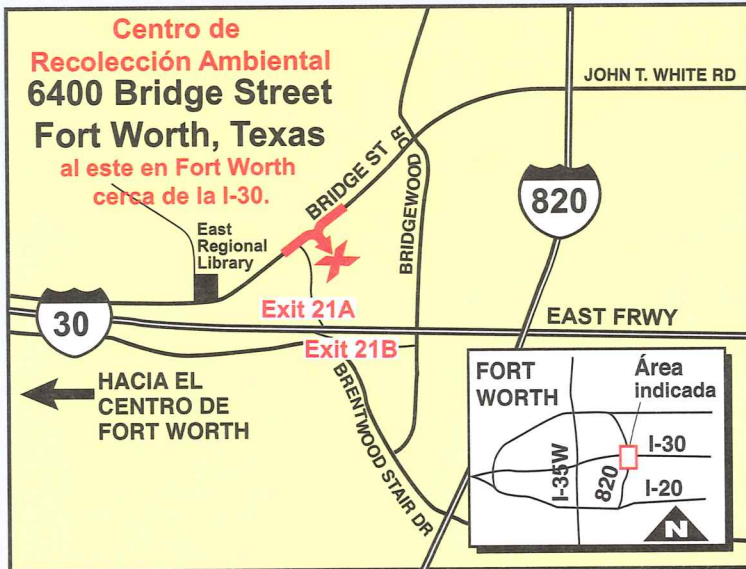 Centro de
Recolección Ambiental
6400 Bridge Street
Fort Worth, Texas
al este en Fort Worth
cerca de la I-30.
JOHN T. WHITE RD
BRIDGE ST
BRIDGEWOOD DR
820
East
Regional
Library
Exit 21A
30
EAST FRWY
Exit 21B
HACIA EL
CENTRO DE
FORT WORTH
BRENTWOOD STAIR DR
FORT
WORTH
Área
indicada
I-35W
820
I-30
I-20
N